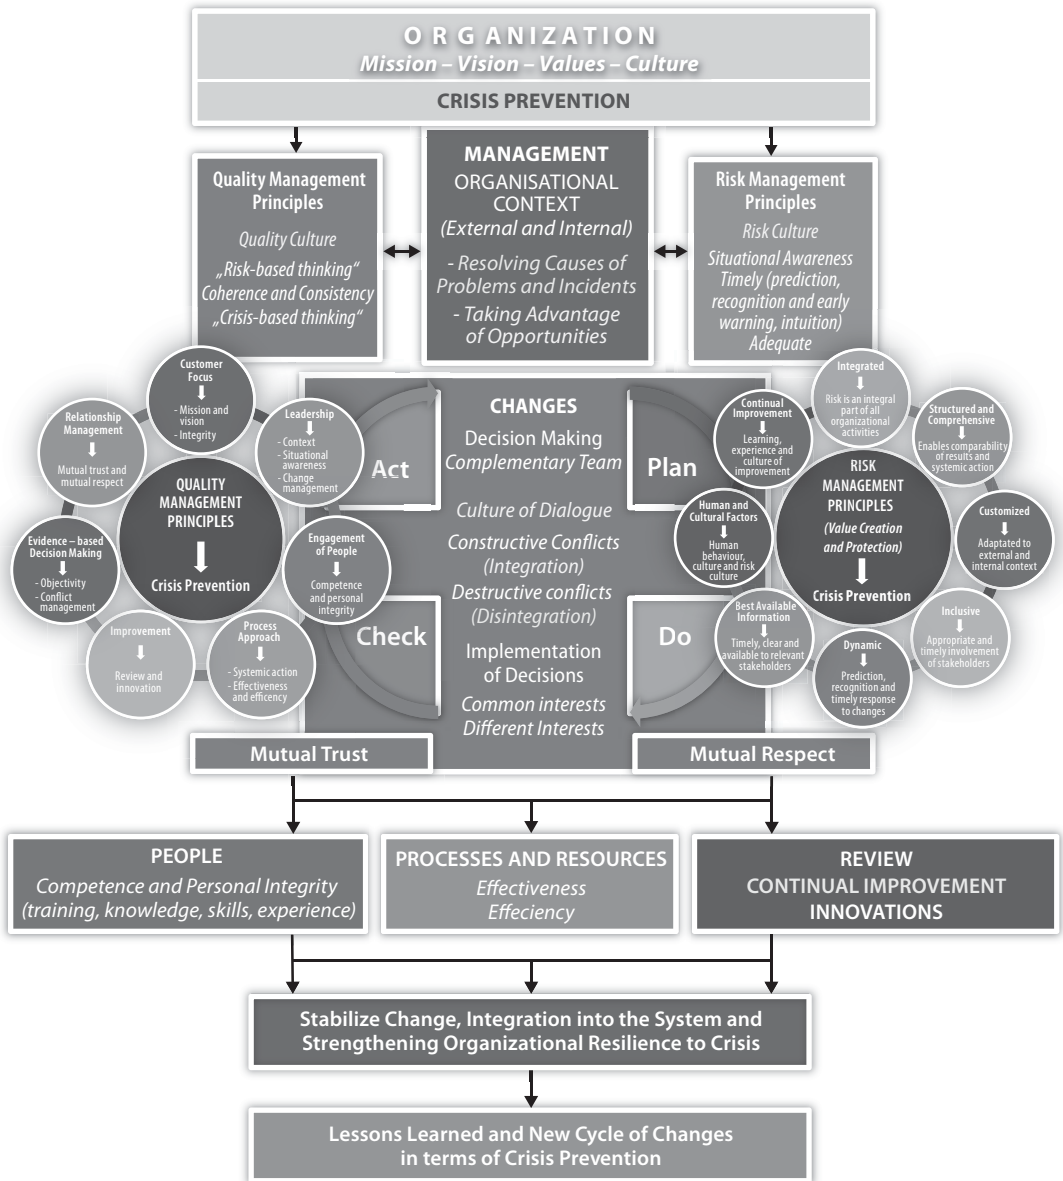 ORGANIZATION
Mission – Vision – Values – Culture
CRISIS PREVENTION
Quality Management
Principles
Quality Culture
„Risk-based thinking“
Coherence and Consistency
„Crisis-based thinking“
MANAGEMENT
ORGANISATIONAL
CONTEXT
(External and Internal)
- Resolving Causes of
Problems and Incidents
- Taking Advantage
of Opportunities
Risk Management
Principles
Risk Culture
Situational Awareness
Timely (prediction,
recognition and early
warning, intuition)
Adequate
Customer
Focus
- Mission and
vision
- Integrity
Leadership
- Context
- Situational
awareness
- Change
management
Engagement
of People
Competence
and personal
integrity
Process
Approach
- Systemic action
- Effectiveness
and efficency
Improvement
Review and
innovation
Evidence – based
Decision Making
- Objectivity
- Conflict
management
Relationship
Management
Mutual trust and
mutual respect
QUALITY
MANAGEMENT
PRINCIPLES
Crisis Prevention
Act
Plan
Check
Do
CHANGES
Decision Making
Complementary Team
Culture of Dialogue
Constructive Conflicts
(Integration)
Destructive conflicts
(Disintegration)
Implementation
of Decisions
Common interests
Different Interests
Integrated
Risk is an integral
part of all
organizational
activities
Structured and
Comprehensive
Enables comparability
of results and
systemic action
Customized
Adaptated to
external and
internal context
Inclusive
Appropriate and
timely involvement
of stakeholders
Dynamic
Prediction,
recognition and
timely response
to changes
Best Available
Information
Timely, clear and
available to relevant
stakeholders
Human and
Cultural Factors
Human
behaviour,
culture and risk
culture
Continual
Improvement
Learning,
experience and
culture of
improvement
RISK
MANAGEMENT
PRINCIPLES
(Value Creation
and Protection)
Crisis Prevention
Mutual Trust
Mutual Respect
PEOPLE
Competence and Personal Integrity
(training, knowledge, skills, experience)
PROCESSES AND RESOURCES
Effectiveness
Effeciency
REVIEW
CONTINUAL IMPROVEMENT
INNOVATIONS
Stabilize Change, Integration into the System and
Strengthening Organizational Resilience to Crisis
Lessons Learned and New Cycle of Changes
in terms of Crisis Prevention